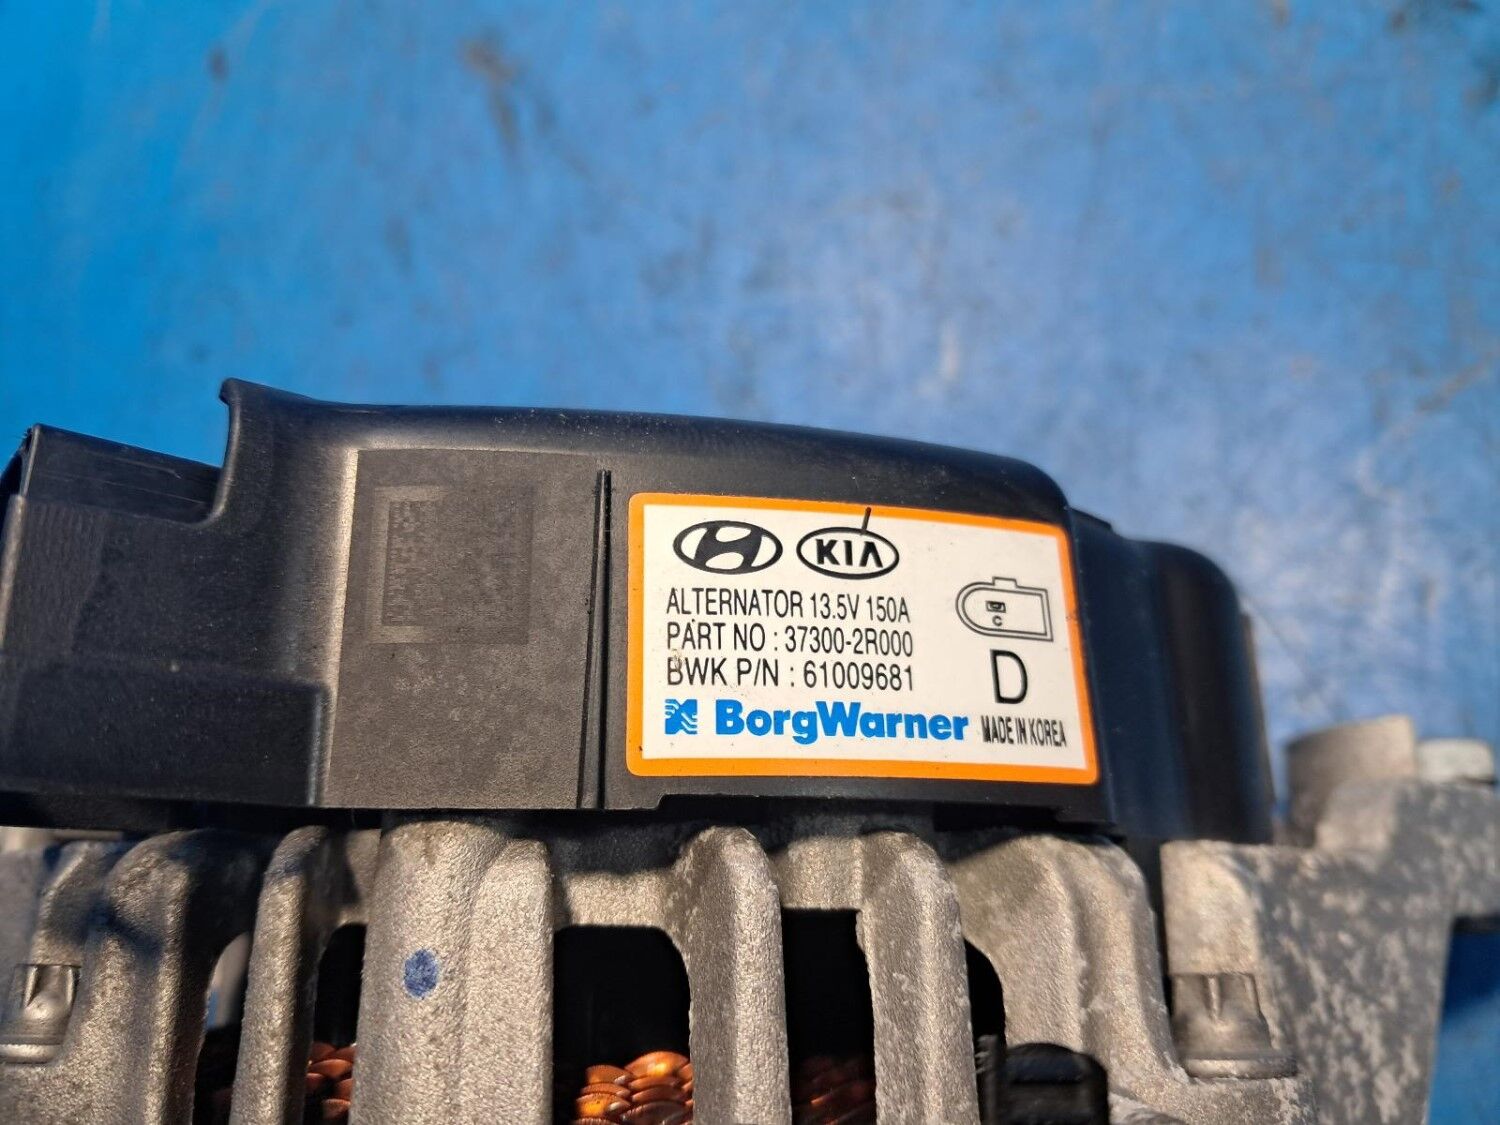 KIA
ALTERNATOR 13.5V 150A
PART NO : 37300-2R000
BWK P/N : 61009681
BorgWarner
C
D
MADE IN KOREA